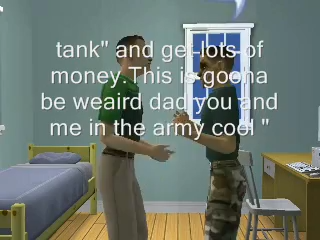 tank" and get lots of
money.This is goona
be weaird dad you and
me in the army cool "